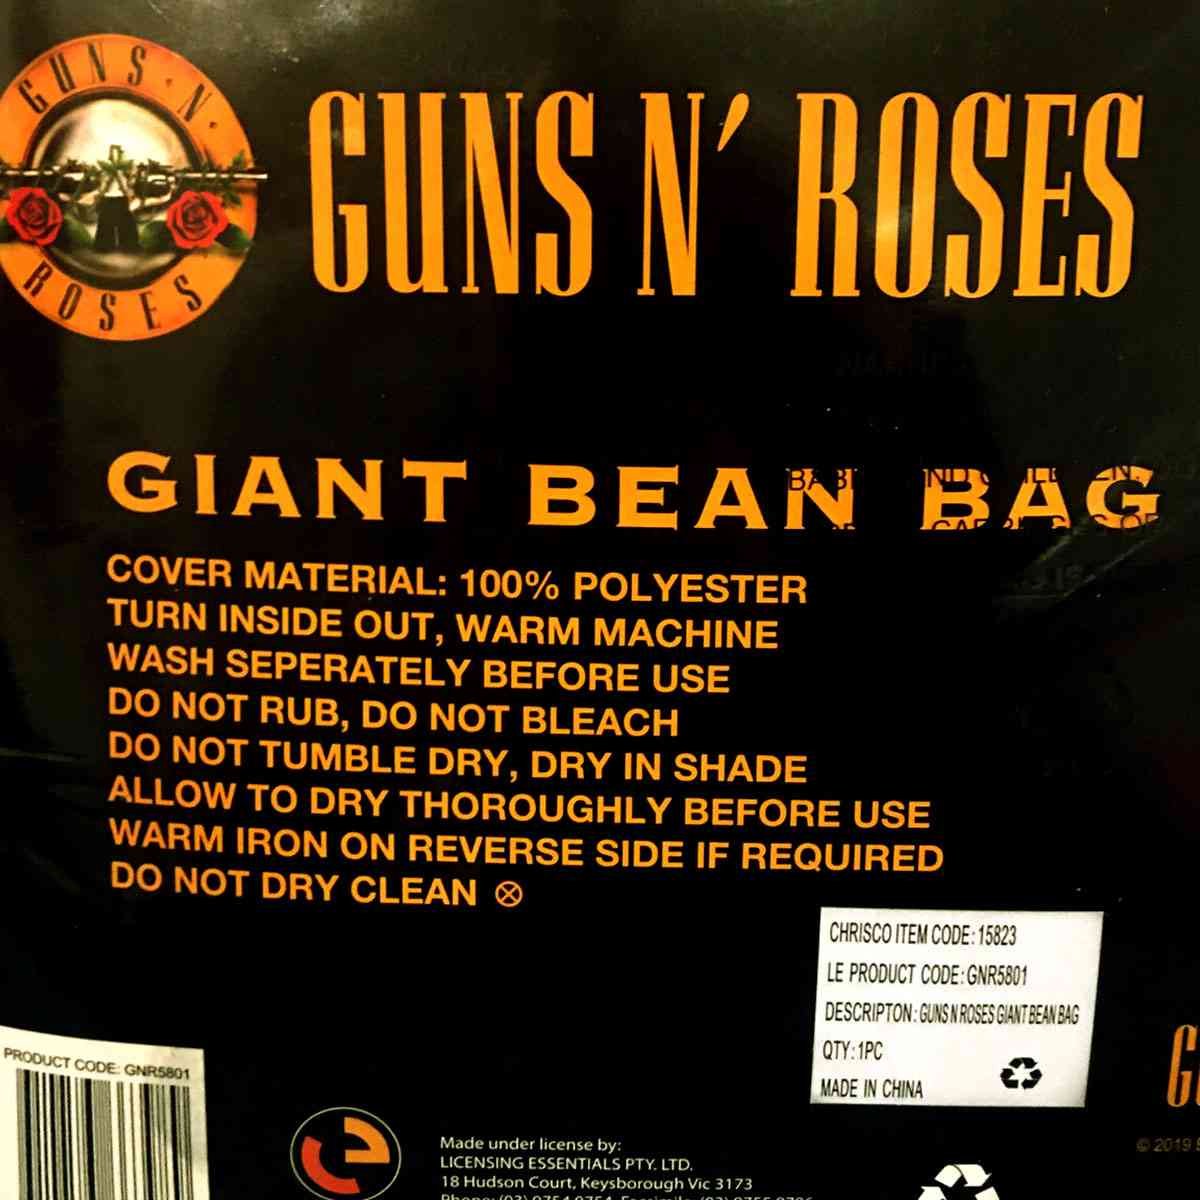 GUNS N' ROSES
GUNS N' ROSES
GIANT BEAN BAG
COVER MATERIAL: 100% POLYESTER
TURN INSIDE OUT, WARM MACHINE
WASH SEPERATELY BEFORE USE
DO NOT RUB, DO NOT BLEACH
DO NOT TUMBLE DRY, DRY IN SHADE
ALLOW TO DRY THOROUGHLY BEFORE USE
WARM IRON ON REVERSE SIDE IF REQUIRED
DO NOT DRY CLEAN ⊗
CHRISCO ITEM CODE: 15823
LE PRODUCT CODE: GNR5801
DESCRIPTON: GUNS N ROSES GIANT BEAN BAG
QTY: 1PC
MADE IN CHINA
PRODUCT CODE: GNR5801
Made under license by:
LICENSING ESSENTIALS PTY. LTD.
18 Hudson Court, Keysborough Vic 3173
© 2019